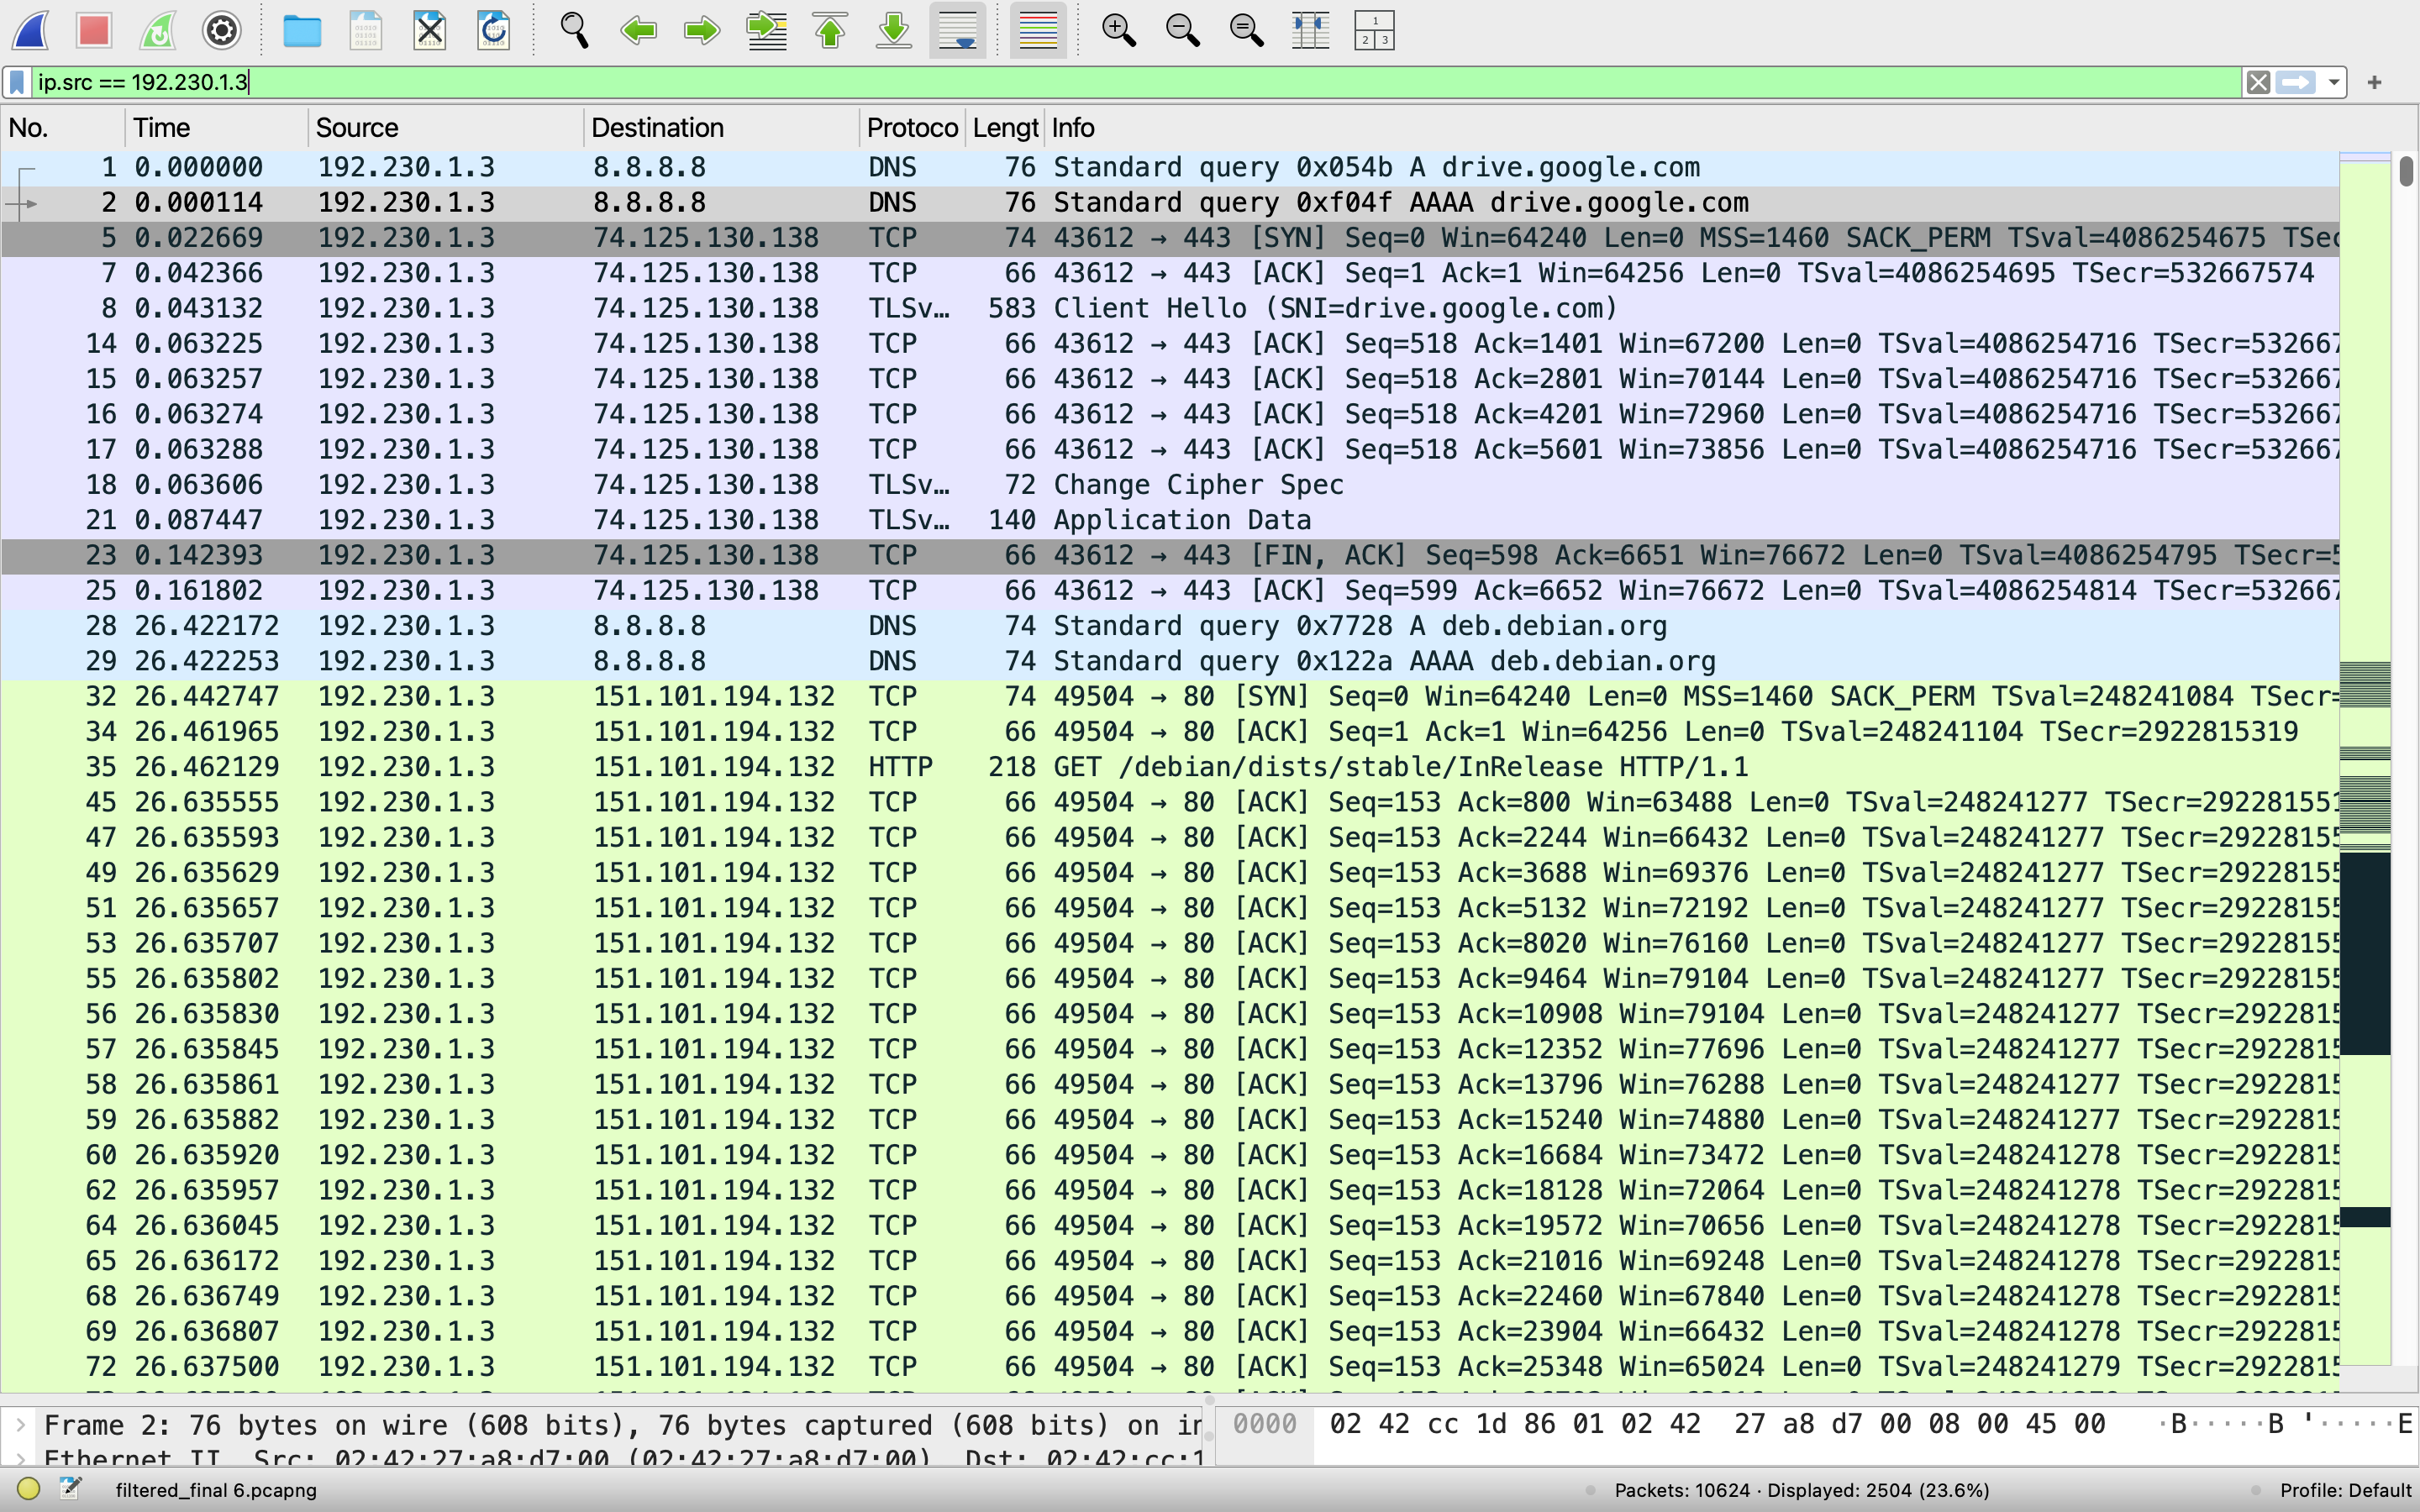 ip.src == 192.230.1.3
No. Time Source Destination Protoco Lengt Info
1 0.000000 192.230.1.3 8.8.8.8 DNS 76 Standard query 0x054b A drive.google.com
2 0.000114 192.230.1.3 8.8.8.8 DNS 76 Standard query 0xf04f AAAA drive.google.com
5 0.022669 192.230.1.3 74.125.130.138 TCP 74 43612 → 443 [SYN] Seq=0 Win=64240 Len=0 MSS=1460 SACK_PERM TSval=4086254675 TSec
7 0.042366 192.230.1.3 74.125.130.138 TCP 66 43612 → 443 [ACK] Seq=1 Ack=1 Win=64256 Len=0 TSval=4086254695 TSecr=532667574
8 0.043132 192.230.1.3 74.125.130.138 TLSv… 583 Client Hello (SNI=drive.google.com)
14 0.063225 192.230.1.3 74.125.130.138 TCP 66 43612 → 443 [ACK] Seq=518 Ack=1401 Win=67200 Len=0 TSval=4086254716 TSecr=532667
15 0.063257 192.230.1.3 74.125.130.138 TCP 66 43612 → 443 [ACK] Seq=518 Ack=2801 Win=70144 Len=0 TSval=4086254716 TSecr=532667
16 0.063274 192.230.1.3 74.125.130.138 TCP 66 43612 → 443 [ACK] Seq=518 Ack=4201 Win=72960 Len=0 TSval=4086254716 TSecr=532667
17 0.063288 192.230.1.3 74.125.130.138 TCP 66 43612 → 443 [ACK] Seq=518 Ack=5601 Win=73856 Len=0 TSval=4086254716 TSecr=532667
18 0.063606 192.230.1.3 74.125.130.138 TLSv… 72 Change Cipher Spec
21 0.087447 192.230.1.3 74.125.130.138 TLSv… 140 Application Data
23 0.142393 192.230.1.3 74.125.130.138 TCP 66 43612 → 443 [FIN, ACK] Seq=598 Ack=6651 Win=76672 Len=0 TSval=4086254795 TSecr=5
25 0.161802 192.230.1.3 74.125.130.138 TCP 66 43612 → 443 [ACK] Seq=599 Ack=6652 Win=76672 Len=0 TSval=4086254814 TSecr=532667
28 26.422172 192.230.1.3 8.8.8.8 DNS 74 Standard query 0x7728 A deb.debian.org
29 26.422253 192.230.1.3 8.8.8.8 DNS 74 Standard query 0x122a AAAA deb.debian.org
32 26.442747 192.230.1.3 151.101.194.132 TCP 74 49504 → 80 [SYN] Seq=0 Win=64240 Len=0 MSS=1460 SACK_PERM TSval=248241084 TSecr=
34 26.461965 192.230.1.3 151.101.194.132 TCP 66 49504 → 80 [ACK] Seq=1 Ack=1 Win=64256 Len=0 TSval=248241104 TSecr=2922815319
35 26.462129 192.230.1.3 151.101.194.132 HTTP 218 GET /debian/dists/stable/InRelease HTTP/1.1
45 26.635555 192.230.1.3 151.101.194.132 TCP 66 49504 → 80 [ACK] Seq=153 Ack=800 Win=63488 Len=0 TSval=248241277 TSecr=292281551
47 26.635593 192.230.1.3 151.101.194.132 TCP 66 49504 → 80 [ACK] Seq=153 Ack=2244 Win=66432 Len=0 TSval=248241277 TSecr=29228155
49 26.635629 192.230.1.3 151.101.194.132 TCP 66 49504 → 80 [ACK] Seq=153 Ack=3688 Win=69376 Len=0 TSval=248241277 TSecr=29228155
51 26.635657 192.230.1.3 151.101.194.132 TCP 66 49504 → 80 [ACK] Seq=153 Ack=5132 Win=72192 Len=0 TSval=248241277 TSecr=29228155
53 26.635707 192.230.1.3 151.101.194.132 TCP 66 49504 → 80 [ACK] Seq=153 Ack=8020 Win=76160 Len=0 TSval=248241277 TSecr=29228155
55 26.635802 192.230.1.3 151.101.194.132 TCP 66 49504 → 80 [ACK] Seq=153 Ack=9464 Win=79104 Len=0 TSval=248241277 TSecr=29228155
56 26.635830 192.230.1.3 151.101.194.132 TCP 66 49504 → 80 [ACK] Seq=153 Ack=10908 Win=79104 Len=0 TSval=248241277 TSecr=2922815
57 26.635845 192.230.1.3 151.101.194.132 TCP 66 49504 → 80 [ACK] Seq=153 Ack=12352 Win=77696 Len=0 TSval=248241277 TSecr=2922815
58 26.635861 192.230.1.3 151.101.194.132 TCP 66 49504 → 80 [ACK] Seq=153 Ack=13796 Win=76288 Len=0 TSval=248241277 TSecr=2922815
59 26.635882 192.230.1.3 151.101.194.132 TCP 66 49504 → 80 [ACK] Seq=153 Ack=15240 Win=74880 Len=0 TSval=248241277 TSecr=2922815
60 26.635920 192.230.1.3 151.101.194.132 TCP 66 49504 → 80 [ACK] Seq=153 Ack=16684 Win=73472 Len=0 TSval=248241278 TSecr=2922815
62 26.635957 192.230.1.3 151.101.194.132 TCP 66 49504 → 80 [ACK] Seq=153 Ack=18128 Win=72064 Len=0 TSval=248241278 TSecr=2922815
64 26.636045 192.230.1.3 151.101.194.132 TCP 66 49504 → 80 [ACK] Seq=153 Ack=19572 Win=70656 Len=0 TSval=248241278 TSecr=2922815
65 26.636172 192.230.1.3 151.101.194.132 TCP 66 49504 → 80 [ACK] Seq=153 Ack=21016 Win=69248 Len=0 TSval=248241278 TSecr=2922815
68 26.636749 192.230.1.3 151.101.194.132 TCP 66 49504 → 80 [ACK] Seq=153 Ack=22460 Win=67840 Len=0 TSval=248241278 TSecr=2922815
69 26.636807 192.230.1.3 151.101.194.132 TCP 66 49504 → 80 [ACK] Seq=153 Ack=23904 Win=66432 Len=0 TSval=248241278 TSecr=2922815
72 26.637500 192.230.1.3 151.101.194.132 TCP 66 49504 → 80 [ACK] Seq=153 Ack=25348 Win=65024 Len=0 TSval=248241279 TSecr=2922815
Frame 2: 76 bytes on wire (608 bits), 76 bytes captured (608 bits) on in
Ethernet II, Src: 02:42:27:a8:d7:00 (02:42:27:a8:d7:00), Dst: 02:42:cc:1
0000 02 42 cc 1d 86 01 02 42 27 a8 d7 00 08 00 45 00 ·B·····B '·····E
filtered_final 6.pcapng
Packets: 10624 · Displayed: 2504 (23.6%)
Profile: Default